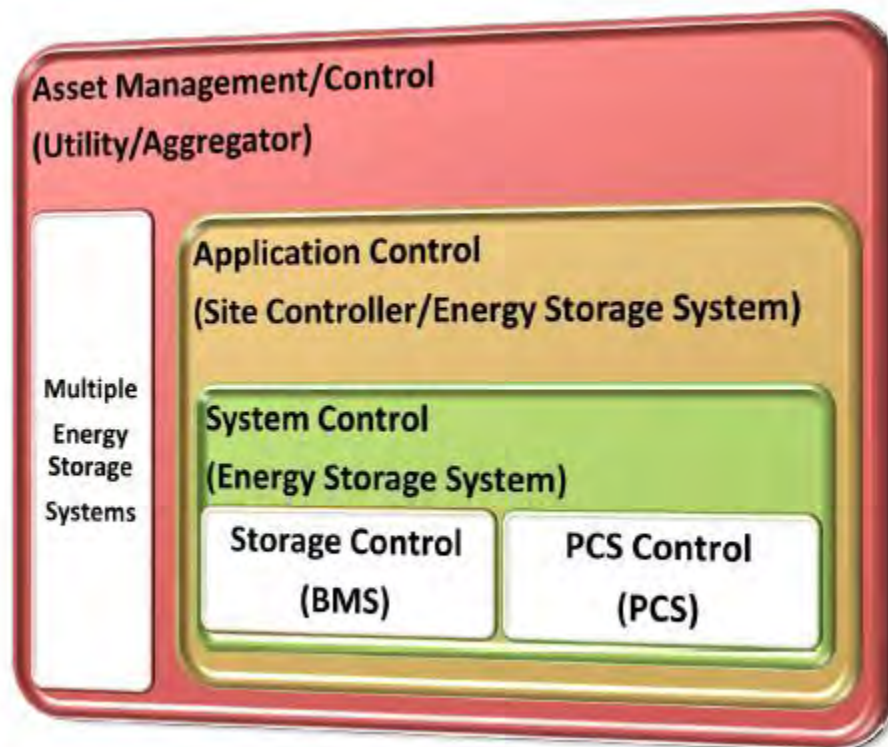 Asset Management/Control
(Utility/Aggregator)
Multiple
Energy
Storage
Systems
Application Control
(Site Controller/Energy Storage System)
System Control
(Energy Storage System)
Storage Control
(BMS)
PCS Control
(PCS)